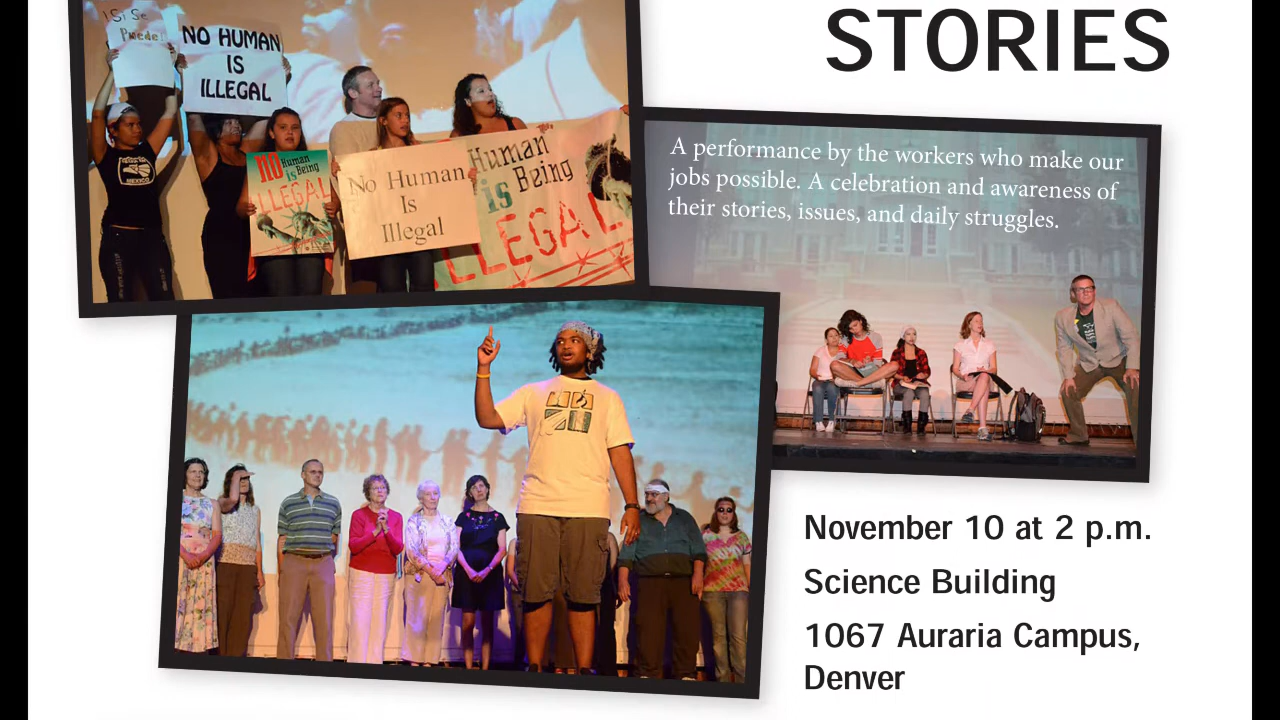 STORIES
¡Si Se
Puede!
NO HUMAN
IS
ILLEGAL
MEXICO
NO Human
is Being
ILLEGAL
No Human
Is
Illegal
Human
is Being
ILLEGAL
A performance by the workers who make our
jobs possible. A celebration and awareness of
their stories, issues, and daily struggles.
November 10 at 2 p.m.
Science Building
1067 Auraria Campus,
Denver